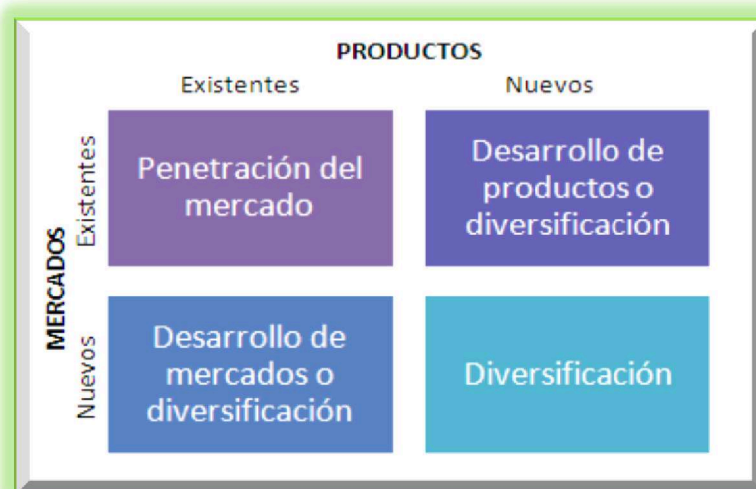 PRODUCTOS
Existentes Nuevos
MERCADOS
Existentes
Penetración del
mercado
Desarrollo de
productos o
diversificación
Nuevos
Desarrollo de
mercados o
diversificación
Diversificación